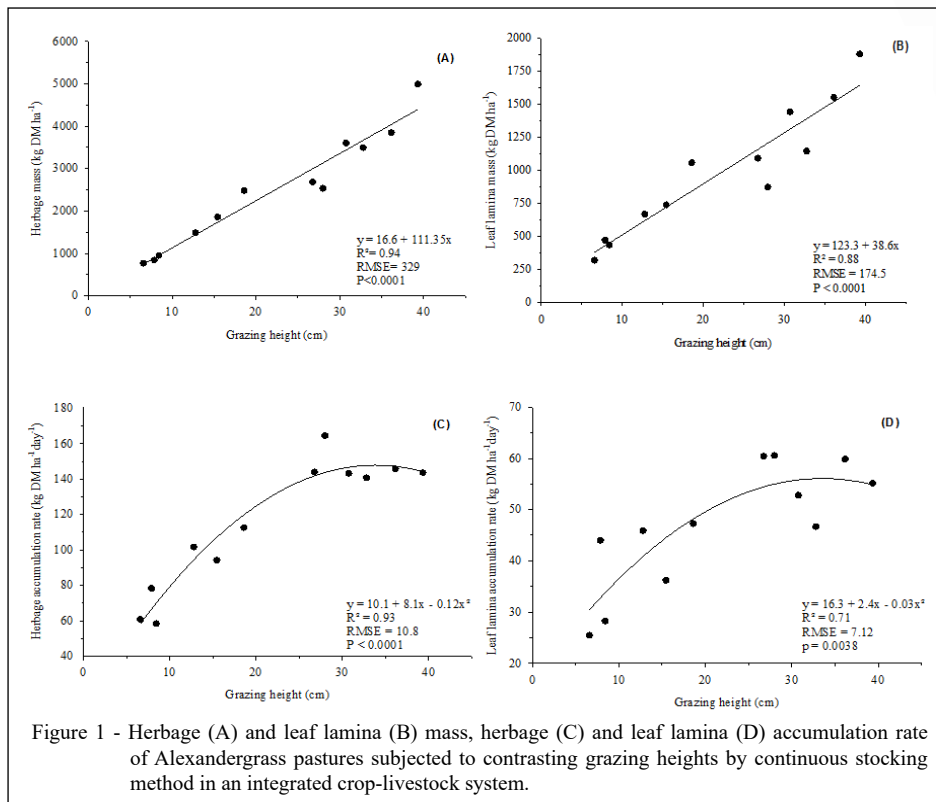 (A)
6000
5000
4000
3000
2000
1000
0
Herbage mass (kg DM ha⁻¹)
y = 16.6 + 111.35x
R² = 0.94
RMSE= 329
P<0.0001
0 10 20 30 40
Grazing height (cm)
(B)
2000
1750
1500
1250
1000
750
500
250
0
Leaf lamina mass (kg DM ha⁻¹)
y = 123.3 + 38.6x
R² = 0.88
RMSE = 174.5
P < 0.0001
0 10 20 30 40
Grazing height (cm)
(C)
180
160
140
120
100
80
60
40
Herbage accumulation rate (kg DM ha⁻¹day⁻¹)
y = 10.1 + 8.1x - 0.12x²
R² = 0.93
RMSE = 10.8
P < 0.0001
0 10 20 30 40
Grazing height (cm)
(D)
70
60
50
40
30
20
Leaf lamina accumulation rate (kg DM ha⁻¹day⁻¹)
y = 16.3 + 2.4x - 0.03x²
R² = 0.71
RMSE = 7.12
p = 0.0038
0 10 20 30 40
Grazing height (cm)
Figure 1 - Herbage (A) and leaf lamina (B) mass, herbage (C) and leaf lamina (D) accumulation rate
of Alexandergrass pastures subjected to contrasting grazing heights by continuous stocking
method in an integrated crop-livestock system.